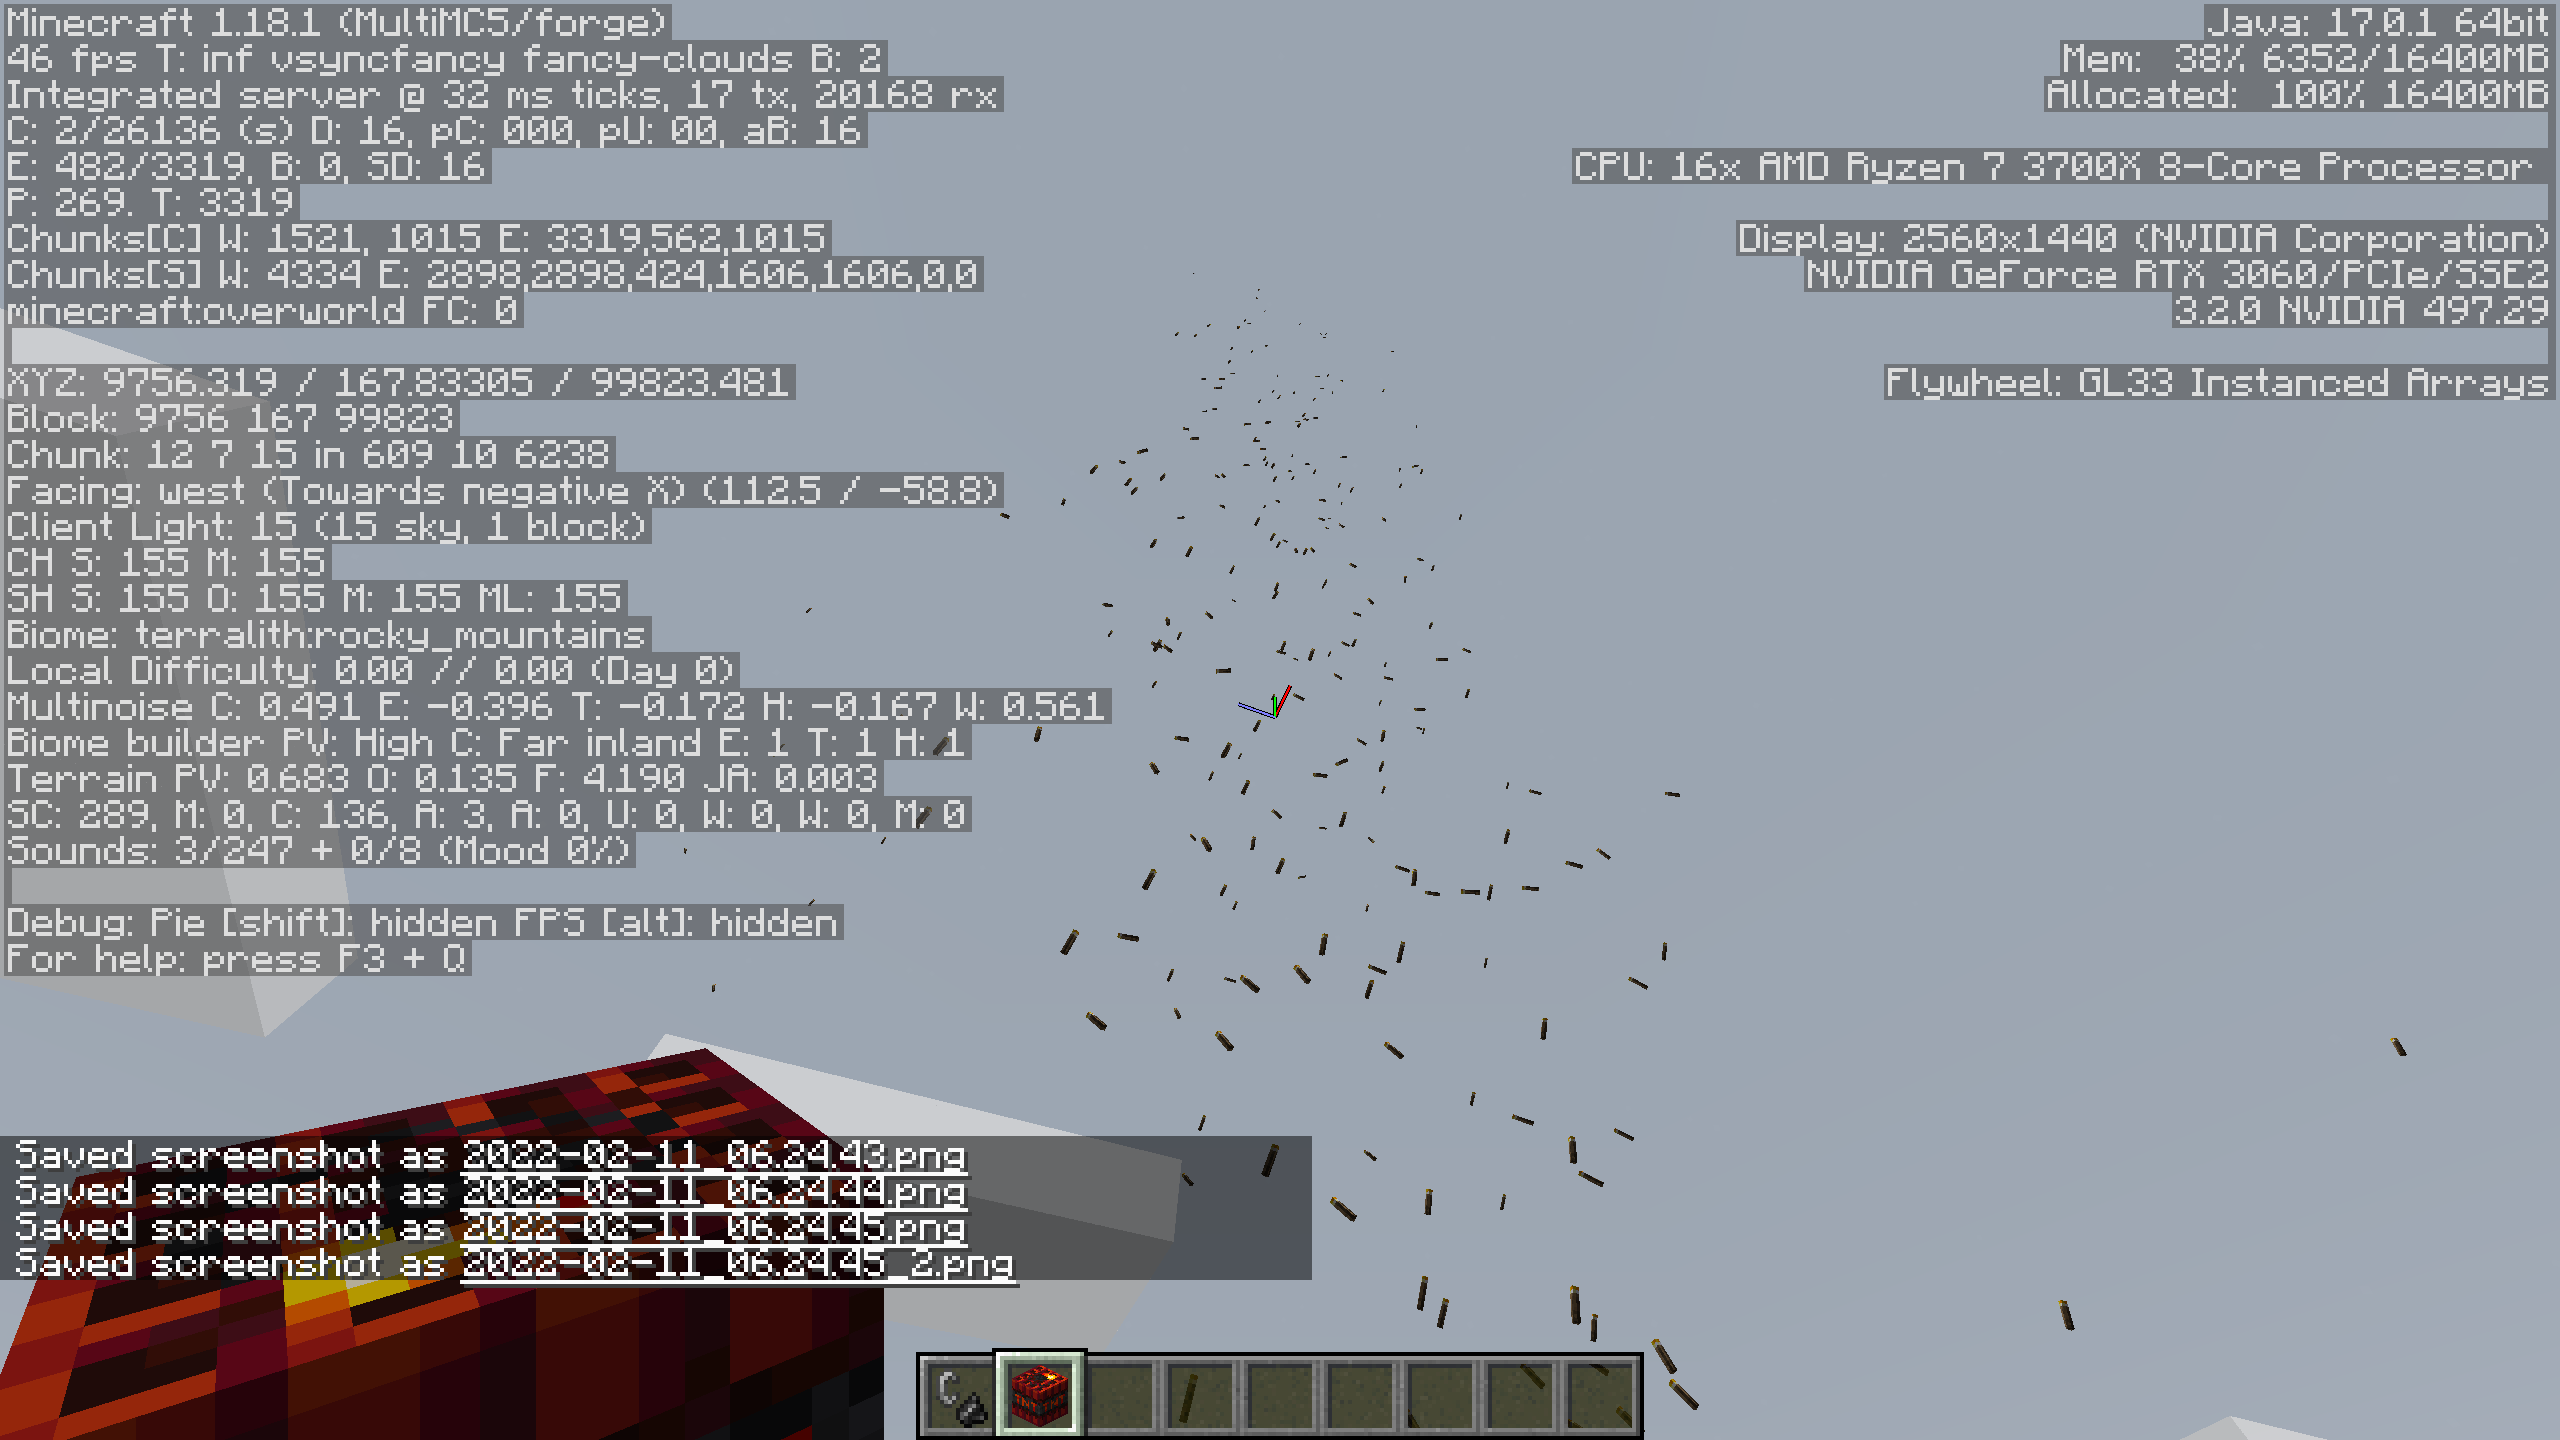 Minecraft 1.18.1 (MultiMC5/forge)
46 fps T: inf vsyncfancy fancy-clouds B: 2
Integrated server @ 32 ms ticks, 17 tx, 20168 rx
C: 2/26136 (s) D: 16, pC: 000, pU: 00, aB: 16
E: 482/3319, B: 0, SD: 16
P: 269. T: 3319
Chunks[C] W: 1521, 1015 E: 3319,562,1015
Chunks[S] W: 4334 E: 2898,2898,424,1606,1606,0,0
minecraft:overworld FC: 0
XYZ: 9756.319 / 167.83305 / 99823.481
Block: 9756 167 99823
Chunk: 12 7 15 in 609 10 6238
Facing: west (Towards negative X) (112.5 / -58.8)
Client Light: 15 (15 sky, 1 block)
CH S: 155 M: 155
SH S: 155 O: 155 M: 155 ML: 155
Biome: terralith:rocky_mountains
Local Difficulty: 0.00 // 0.00 (Day 0)
Multinoise C: 0.491 E: -0.396 T: -0.172 H: -0.167 W: 0.561
Biome builder PV: High C: Far inland E: 1 T: 1 H: 1
Terrain PV: 0.683 O: 0.135 F: 4.190 JA: 0.003
SC: 289, M: 0, C: 136, A: 3, A: 0, U: 0, W: 0, W: 0, M: 0
Sounds: 3/247 + 0/8 (Mood 0%)
Debug: Pie [shift]: hidden FPS [alt]: hidden
For help: press F3 + Q
Java: 17.0.1 64bit
Mem: 38% 6352/16400MB
Allocated: 100% 16400MB
CPU: 16x AMD Ryzen 7 3700X 8-Core Processor
Display: 2560x1440 (NVIDIA Corporation)
NVIDIA GeForce RTX 3060/PCIe/SSE2
3.2.0 NVIDIA 497.29
Flywheel: GL33 Instanced Arrays
Saved screenshot as 2022-02-11_06.24.43.png
Saved screenshot as 2022-02-11_06.24.44.png
Saved screenshot as 2022-02-11_06.24.45.png
Saved screenshot as 2022-02-11_06.24.45_2.png